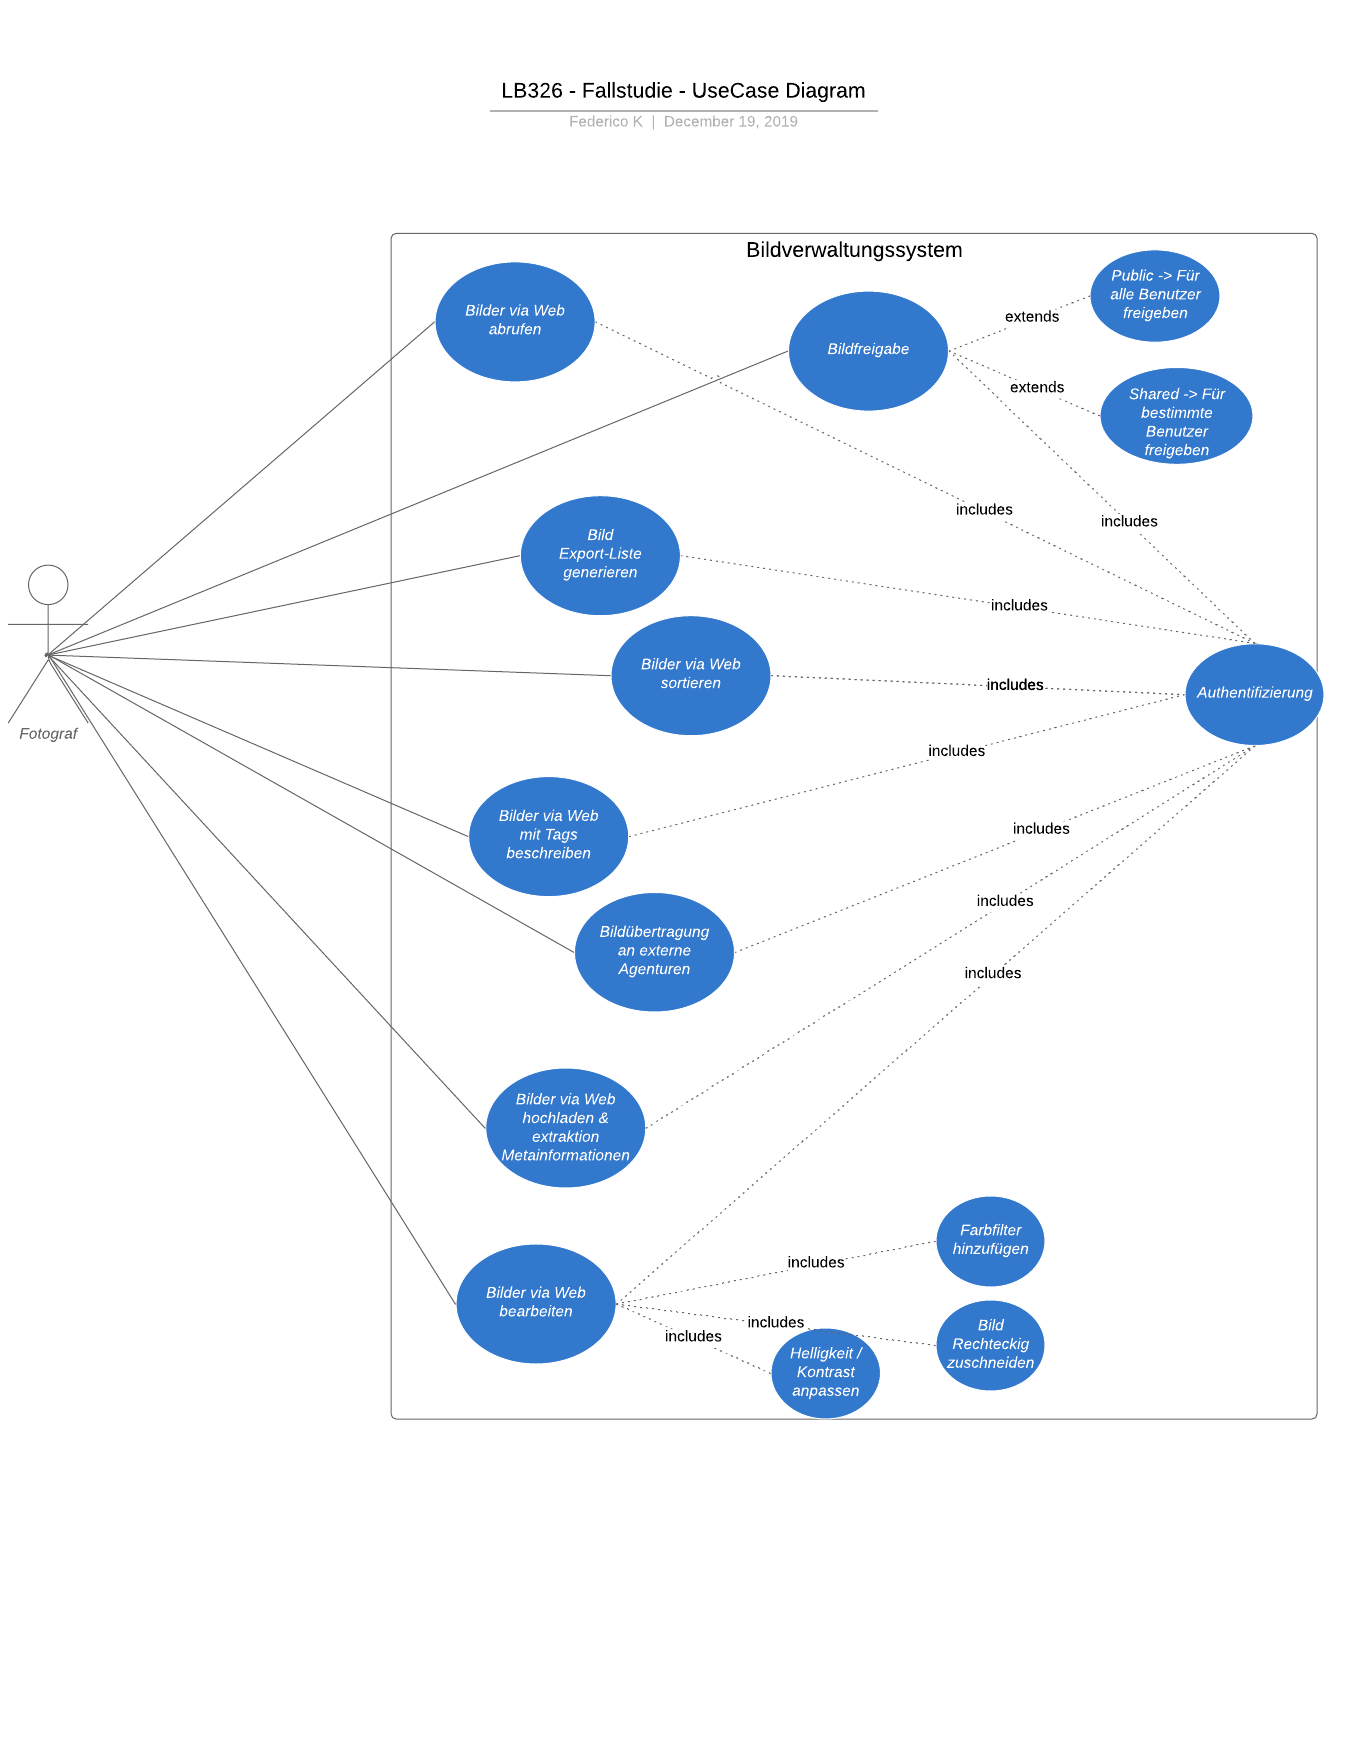 LB326 - Fallstudie - UseCase Diagram
Federico K | December 19, 2019
Bildverwaltungssystem
Bilder via Web
abrufen
Bildfreigabe
Public -> Für
alle Benutzer
freigeben
extends
extends
Shared -> Für
bestimmte
Benutzer
freigeben
includes
includes
Bild
Export-Liste
generieren
includes
Bilder via Web
sortieren
includes
Authentifizierung
Fotograf
includes
Bilder via Web
mit Tags
beschreiben
includes
Bildübertragung
an externe
Agenturen
includes
includes
Bilder via Web
hochladen &
extraktion
Metainformationen
Bilder via Web
bearbeiten
includes
Farbfilter
hinzufügen
includes
includes
Bild
Rechteckig
zuschneiden
Helligkeit /
Kontrast
anpassen